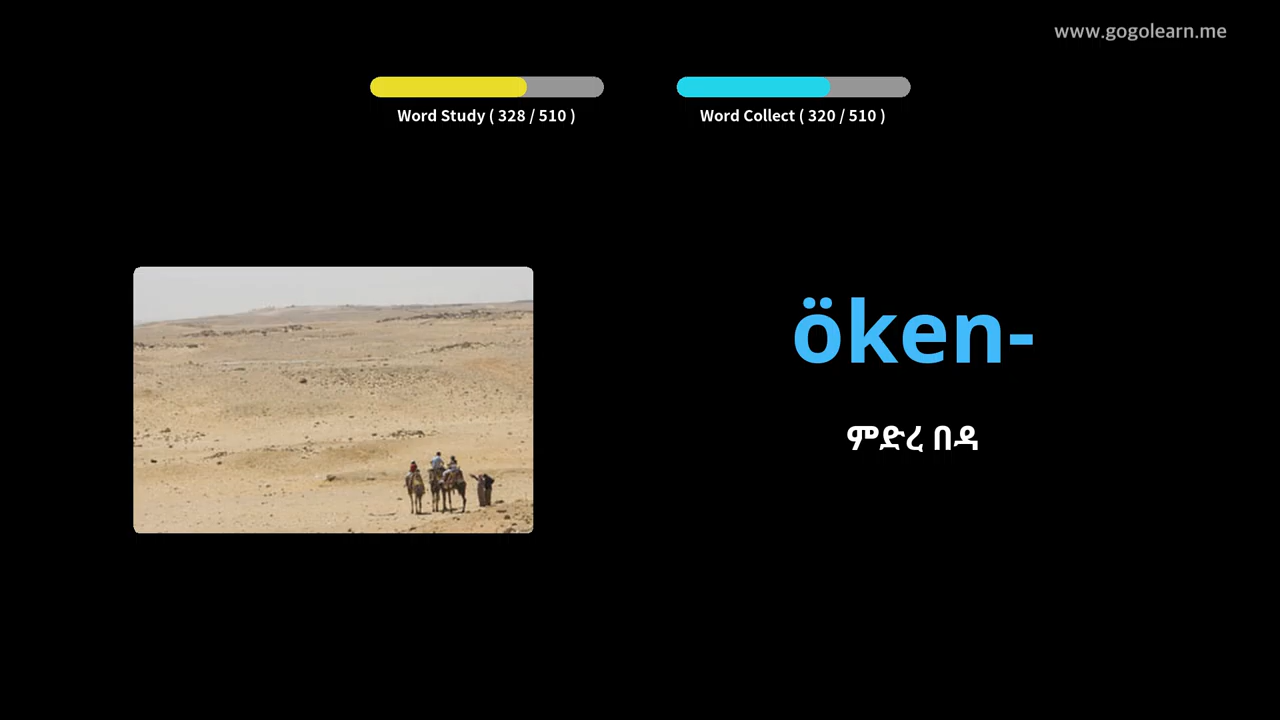 www.gogolearn.me
Word Study ( 328 / 510 )
Word Collect ( 320 / 510 )
öken-
ምድረ በዳ